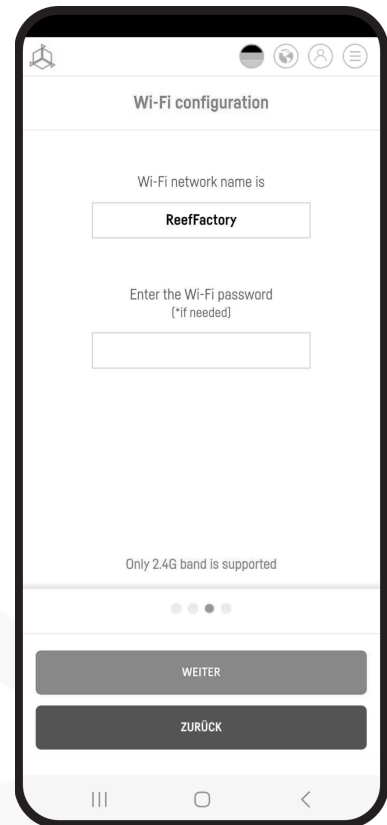 Wi-Fi configuration
Wi-Fi network name is
ReefFactory
Enter the Wi-Fi password
(*if needed)
Only 2.4G band is supported
WEITER
ZURÜCK